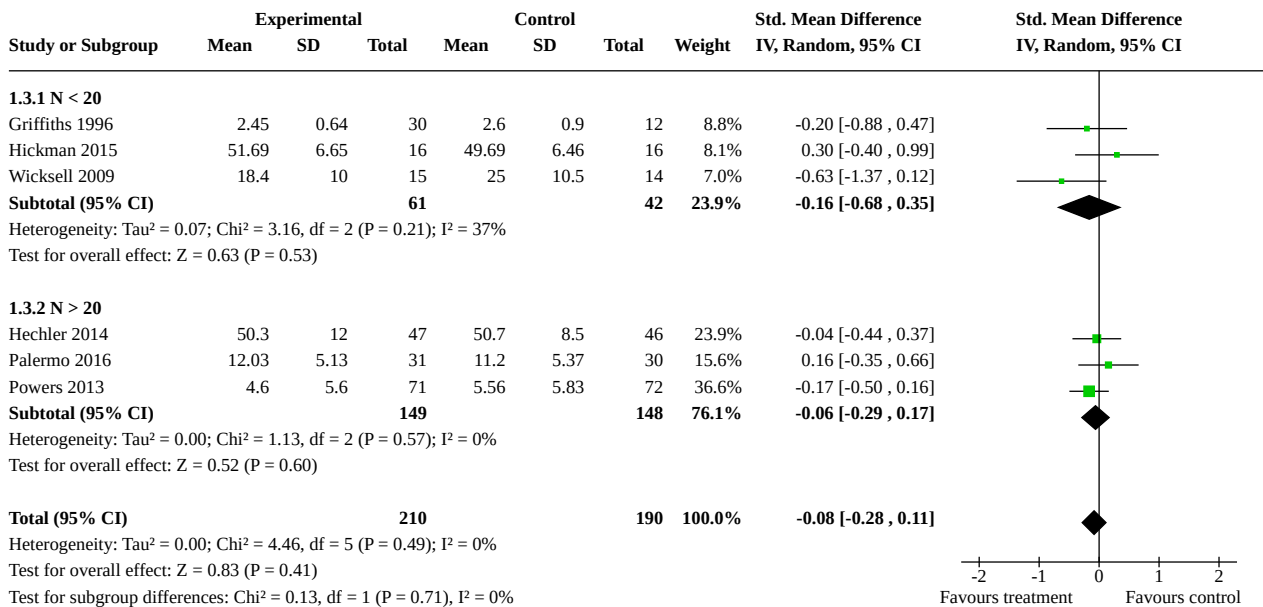 Experimental Control Std. Mean Difference Std. Mean Difference
Study or Subgroup Mean SD Total Mean SD Total Weight IV, Random, 95% CI IV, Random, 95% CI
1.3.1 N < 20
Griffiths 1996 2.45 0.64 30 2.6 0.9 12 8.8% -0.20 [-0.88 , 0.47]
Hickman 2015 51.69 6.65 16 49.69 6.46 16 8.1% 0.30 [-0.40 , 0.99]
Wicksell 2009 18.4 10 15 25 10.5 14 7.0% -0.63 [-1.37 , 0.12]
Subtotal (95% CI) 61 42 23.9% -0.16 [-0.68 , 0.35]
Heterogeneity: Tau² = 0.07; Chi² = 3.16, df = 2 (P = 0.21); I² = 37%
Test for overall effect: Z = 0.63 (P = 0.53)
1.3.2 N > 20
Hechler 2014 50.3 12 47 50.7 8.5 46 23.9% -0.04 [-0.44 , 0.37]
Palermo 2016 12.03 5.13 31 11.2 5.37 30 15.6% 0.16 [-0.35 , 0.66]
Powers 2013 4.6 5.6 71 5.56 5.83 72 36.6% -0.17 [-0.50 , 0.16]
Subtotal (95% CI) 149 148 76.1% -0.06 [-0.29 , 0.17]
Heterogeneity: Tau² = 0.00; Chi² = 1.13, df = 2 (P = 0.57); I² = 0%
Test for overall effect: Z = 0.52 (P = 0.60)
Total (95% CI) 210 190 100.0% -0.08 [-0.28 , 0.11]
Heterogeneity: Tau² = 0.00; Chi² = 4.46, df = 5 (P = 0.49); I² = 0%
Test for overall effect: Z = 0.83 (P = 0.41)
-2 -1 0 1 2
Test for subgroup differences: Chi² = 0.13, df = 1 (P = 0.71), I² = 0%
Favours treatment Favours control